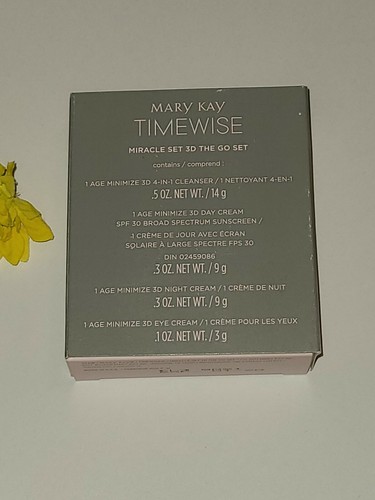 MARY KAY
TIMEWISE
MIRACLE SET 3D THE GO SET
contains / comprend :
1 AGE MINIMIZE 3D 4-IN-1 CLEANSER / 1 NETTOYANT 4-EN-1
.5 OZ. NET WT. / 14 g
1 AGE MINIMIZE 3D DAY CREAM
SPF 30 BROAD SPECTRUM SUNSCREEN /
1 CRÈME DE JOUR AVEC ÉCRAN
SOLAIRE À LARGE SPECTRE FPS 30
DIN 02459086
.3 OZ. NET WT. / 9 g
1 AGE MINIMIZE 3D NIGHT CREAM / 1 CRÈME DE NUIT
.3 OZ. NET WT. / 9 g
1 AGE MINIMIZE 3D EYE CREAM / 1 CRÈME POUR LES YEUX
.1 OZ. NET WT. / 3 g